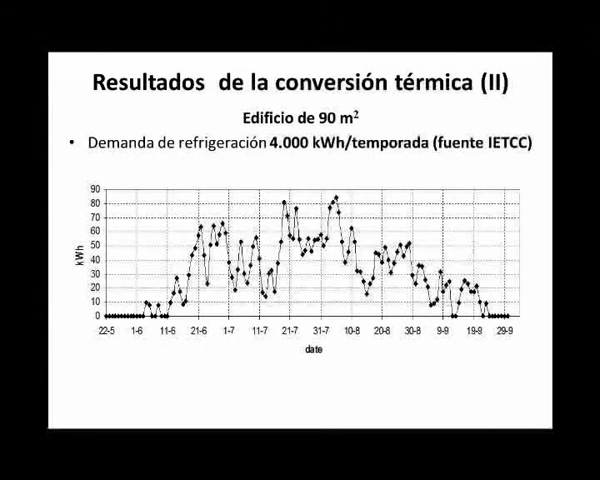 Resultados de la conversión térmica (II)
Edificio de 90 m²
• Demanda de refrigeración 4.000 kWh/temporada (fuente IETCC)
90
80
70
60
50
40
30
20
10
0
kWh
22-5 1-6 11-6 21-6 1-7 11-7 21-7 31-7 10-8 20-8 30-8 9-9 19-9 29-9
date